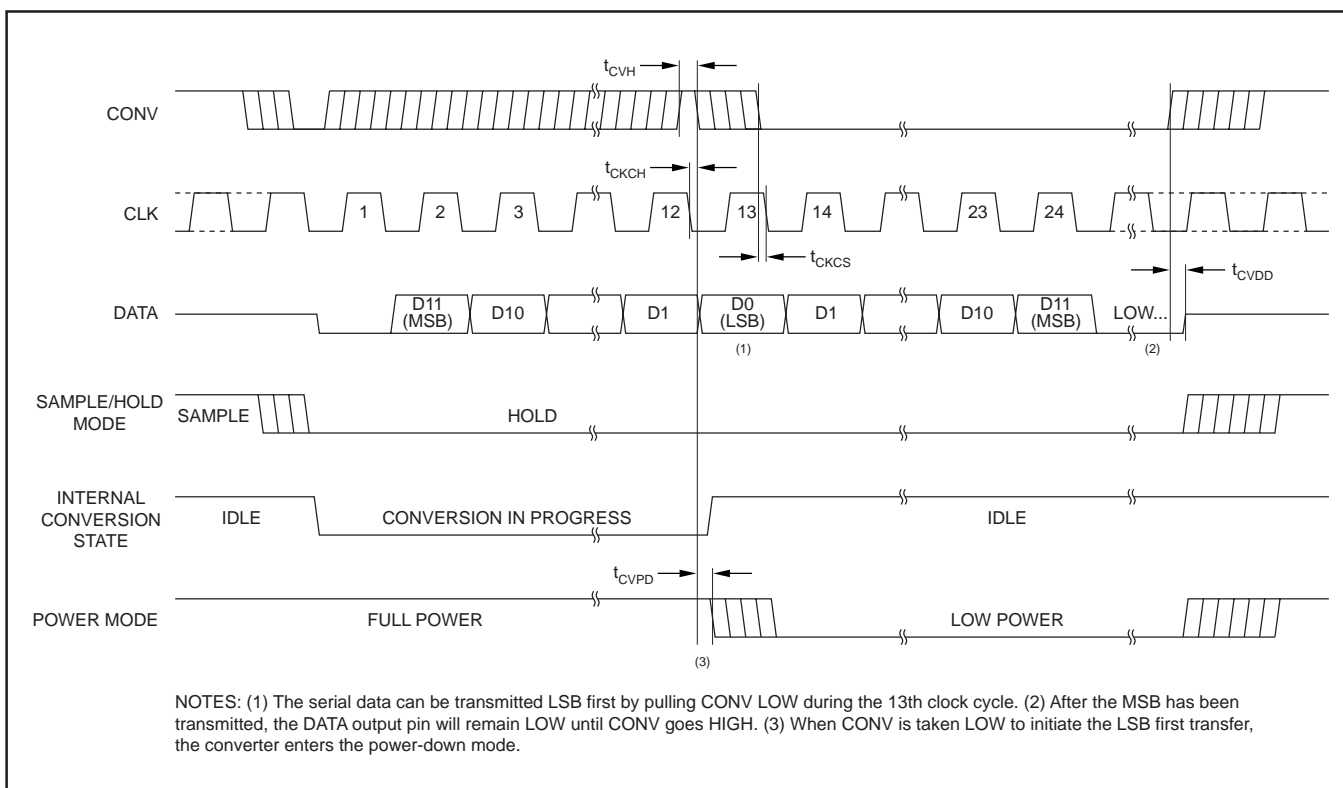 t_CVH
CONV
t_CKCH
CLK
1 2 3 12 13 14 23 24
t_CKCS
t_CVDD
DATA
D11 (MSB)
D10
D1
D0 (LSB)
D1
D10
D11 (MSB)
LOW...
(1)
(2)
SAMPLE/HOLD
MODE
SAMPLE
HOLD
INTERNAL
CONVERSION
STATE
IDLE
CONVERSION IN PROGRESS
IDLE
t_CVPD
POWER MODE
FULL POWER
LOW POWER
(3)
NOTES: (1) The serial data can be transmitted LSB first by pulling CONV LOW during the 13th clock cycle. (2) After the MSB has been
transmitted, the DATA output pin will remain LOW until CONV goes HIGH. (3) When CONV is taken LOW to initiate the LSB first transfer,
the converter enters the power-down mode.